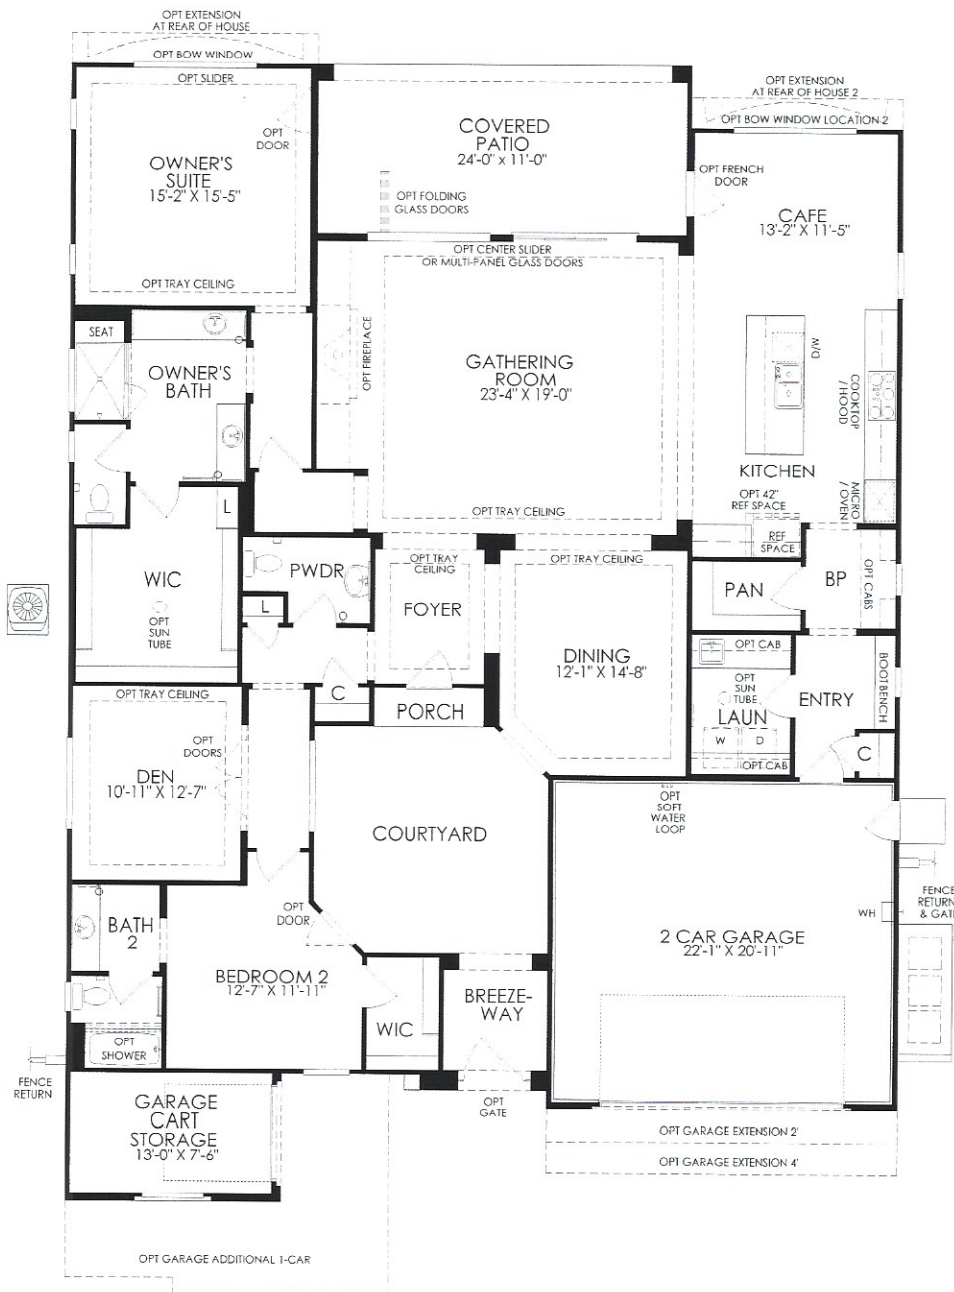 OPT EXTENSION
AT REAR OF HOUSE
OPT BOW WINDOW
OPT SLIDER
OPT
DOOR
OWNER'S
SUITE
15'-2" X 15'-5"
OPT TRAY CEILING
COVERED
PATIO
24'-0" x 11'-0"
OPT FOLDING
GLASS DOORS
OPT CENTER SLIDER
OR MULTI-PANEL GLASS DOORS
OPT EXTENSION
AT REAR OF HOUSE 2
OPT BOW WINDOW LOCATION 2
OPT FRENCH
DOOR
CAFE
13'-2" X 11'-5"
SEAT
OWNER'S
BATH
OPT FIREPLACE
GATHERING
ROOM
23'-4" X 19'-0"
OPT TRAY CEILING
D/W
COOKTOP
/HOOD
KITCHEN
OPT 42"
REF SPACE
MICRO
/OVEN
REF
SPACE
L
WIC
OPT
SUN
TUBE
PWDR
L
OPT TRAY
CEILING
FOYER
OPT TRAY CEILING
DINING
12'-1" X 14'-8"
PAN
BP
OPT CABS
OPT CAB
OPT
SUN
TUBE
LAUN
W
D
OPT CAB
ENTRY
BOOT BENCH
C
C
PORCH
OPT TRAY CEILING
OPT
DOORS
DEN
10'-11" X 12'-7"
COURTYARD
OPT
SOFT
WATER
LOOP
BATH
2
OPT
DOOR
BEDROOM 2
12'-7" X 11'-11"
WIC
BREEZE-
WAY
2 CAR GARAGE
22'-1" X 20'-11"
WH
FENCE
RETURN
& GATE
OPT
SHOWER
FENCE
RETURN
GARAGE
CART
STORAGE
13'-0" X 7'-6"
OPT
GATE
OPT GARAGE EXTENSION 2'
OPT GARAGE EXTENSION 4'
OPT GARAGE ADDITIONAL 1-CAR